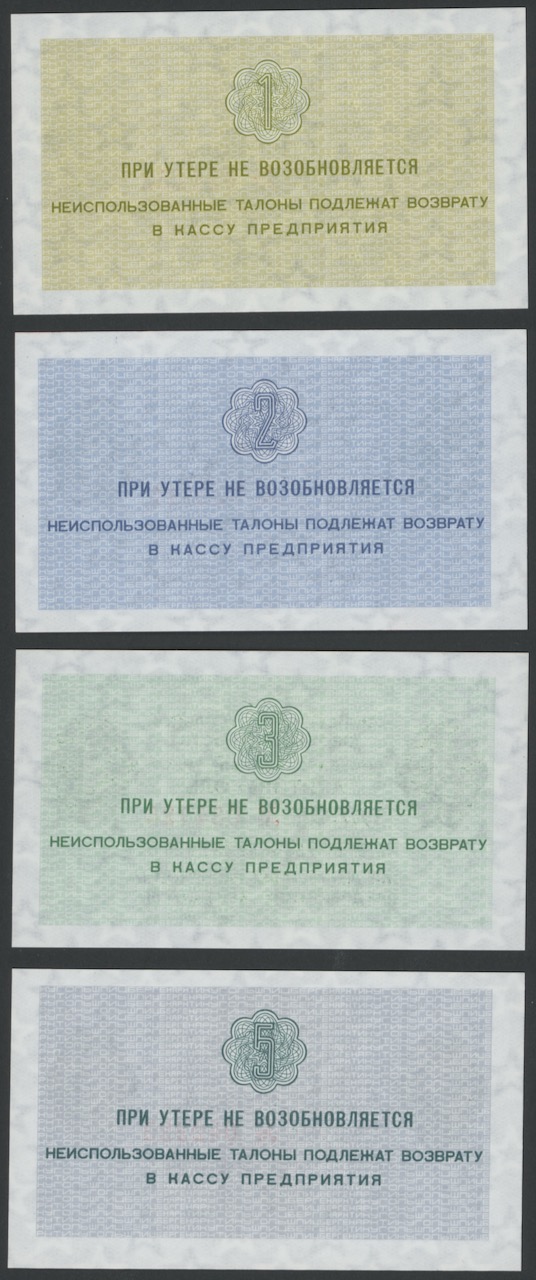 1
ПРИ УТЕРЕ НЕ ВОЗОБНОВЛЯЕТСЯ
НЕИСПОЛЬЗОВАННЫЕ ТАЛОНЫ ПОДЛЕЖАТ ВОЗВРАТУ
В КАССУ ПРЕДПРИЯТИЯ
2
ПРИ УТЕРЕ НЕ ВОЗОБНОВЛЯЕТСЯ
НЕИСПОЛЬЗОВАННЫЕ ТАЛОНЫ ПОДЛЕЖАТ ВОЗВРАТУ
В КАССУ ПРЕДПРИЯТИЯ
3
ПРИ УТЕРЕ НЕ ВОЗОБНОВЛЯЕТСЯ
НЕИСПОЛЬЗОВАННЫЕ ТАЛОНЫ ПОДЛЕЖАТ ВОЗВРАТУ
В КАССУ ПРЕДПРИЯТИЯ
5
ПРИ УТЕРЕ НЕ ВОЗОБНОВЛЯЕТСЯ
НЕИСПОЛЬЗОВАННЫЕ ТАЛОНЫ ПОДЛЕЖАТ ВОЗВРАТУ
В КАССУ ПРЕДПРИЯТИЯ